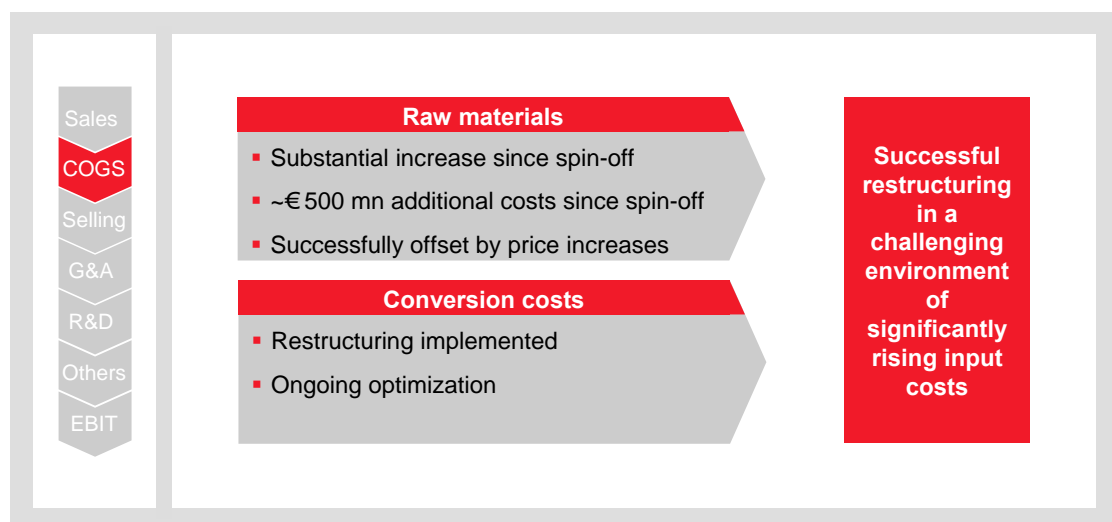 Sales
COGS
Selling
G&A
R&D
Others
EBIT
Raw materials
▪ Substantial increase since spin-off
▪ ~€500 mn additional costs since spin-off
▪ Successfully offset by price increases
Conversion costs
▪ Restructuring implemented
▪ Ongoing optimization
Successful
restructuring
in a
challenging
environment
of
significantly
rising input
costs